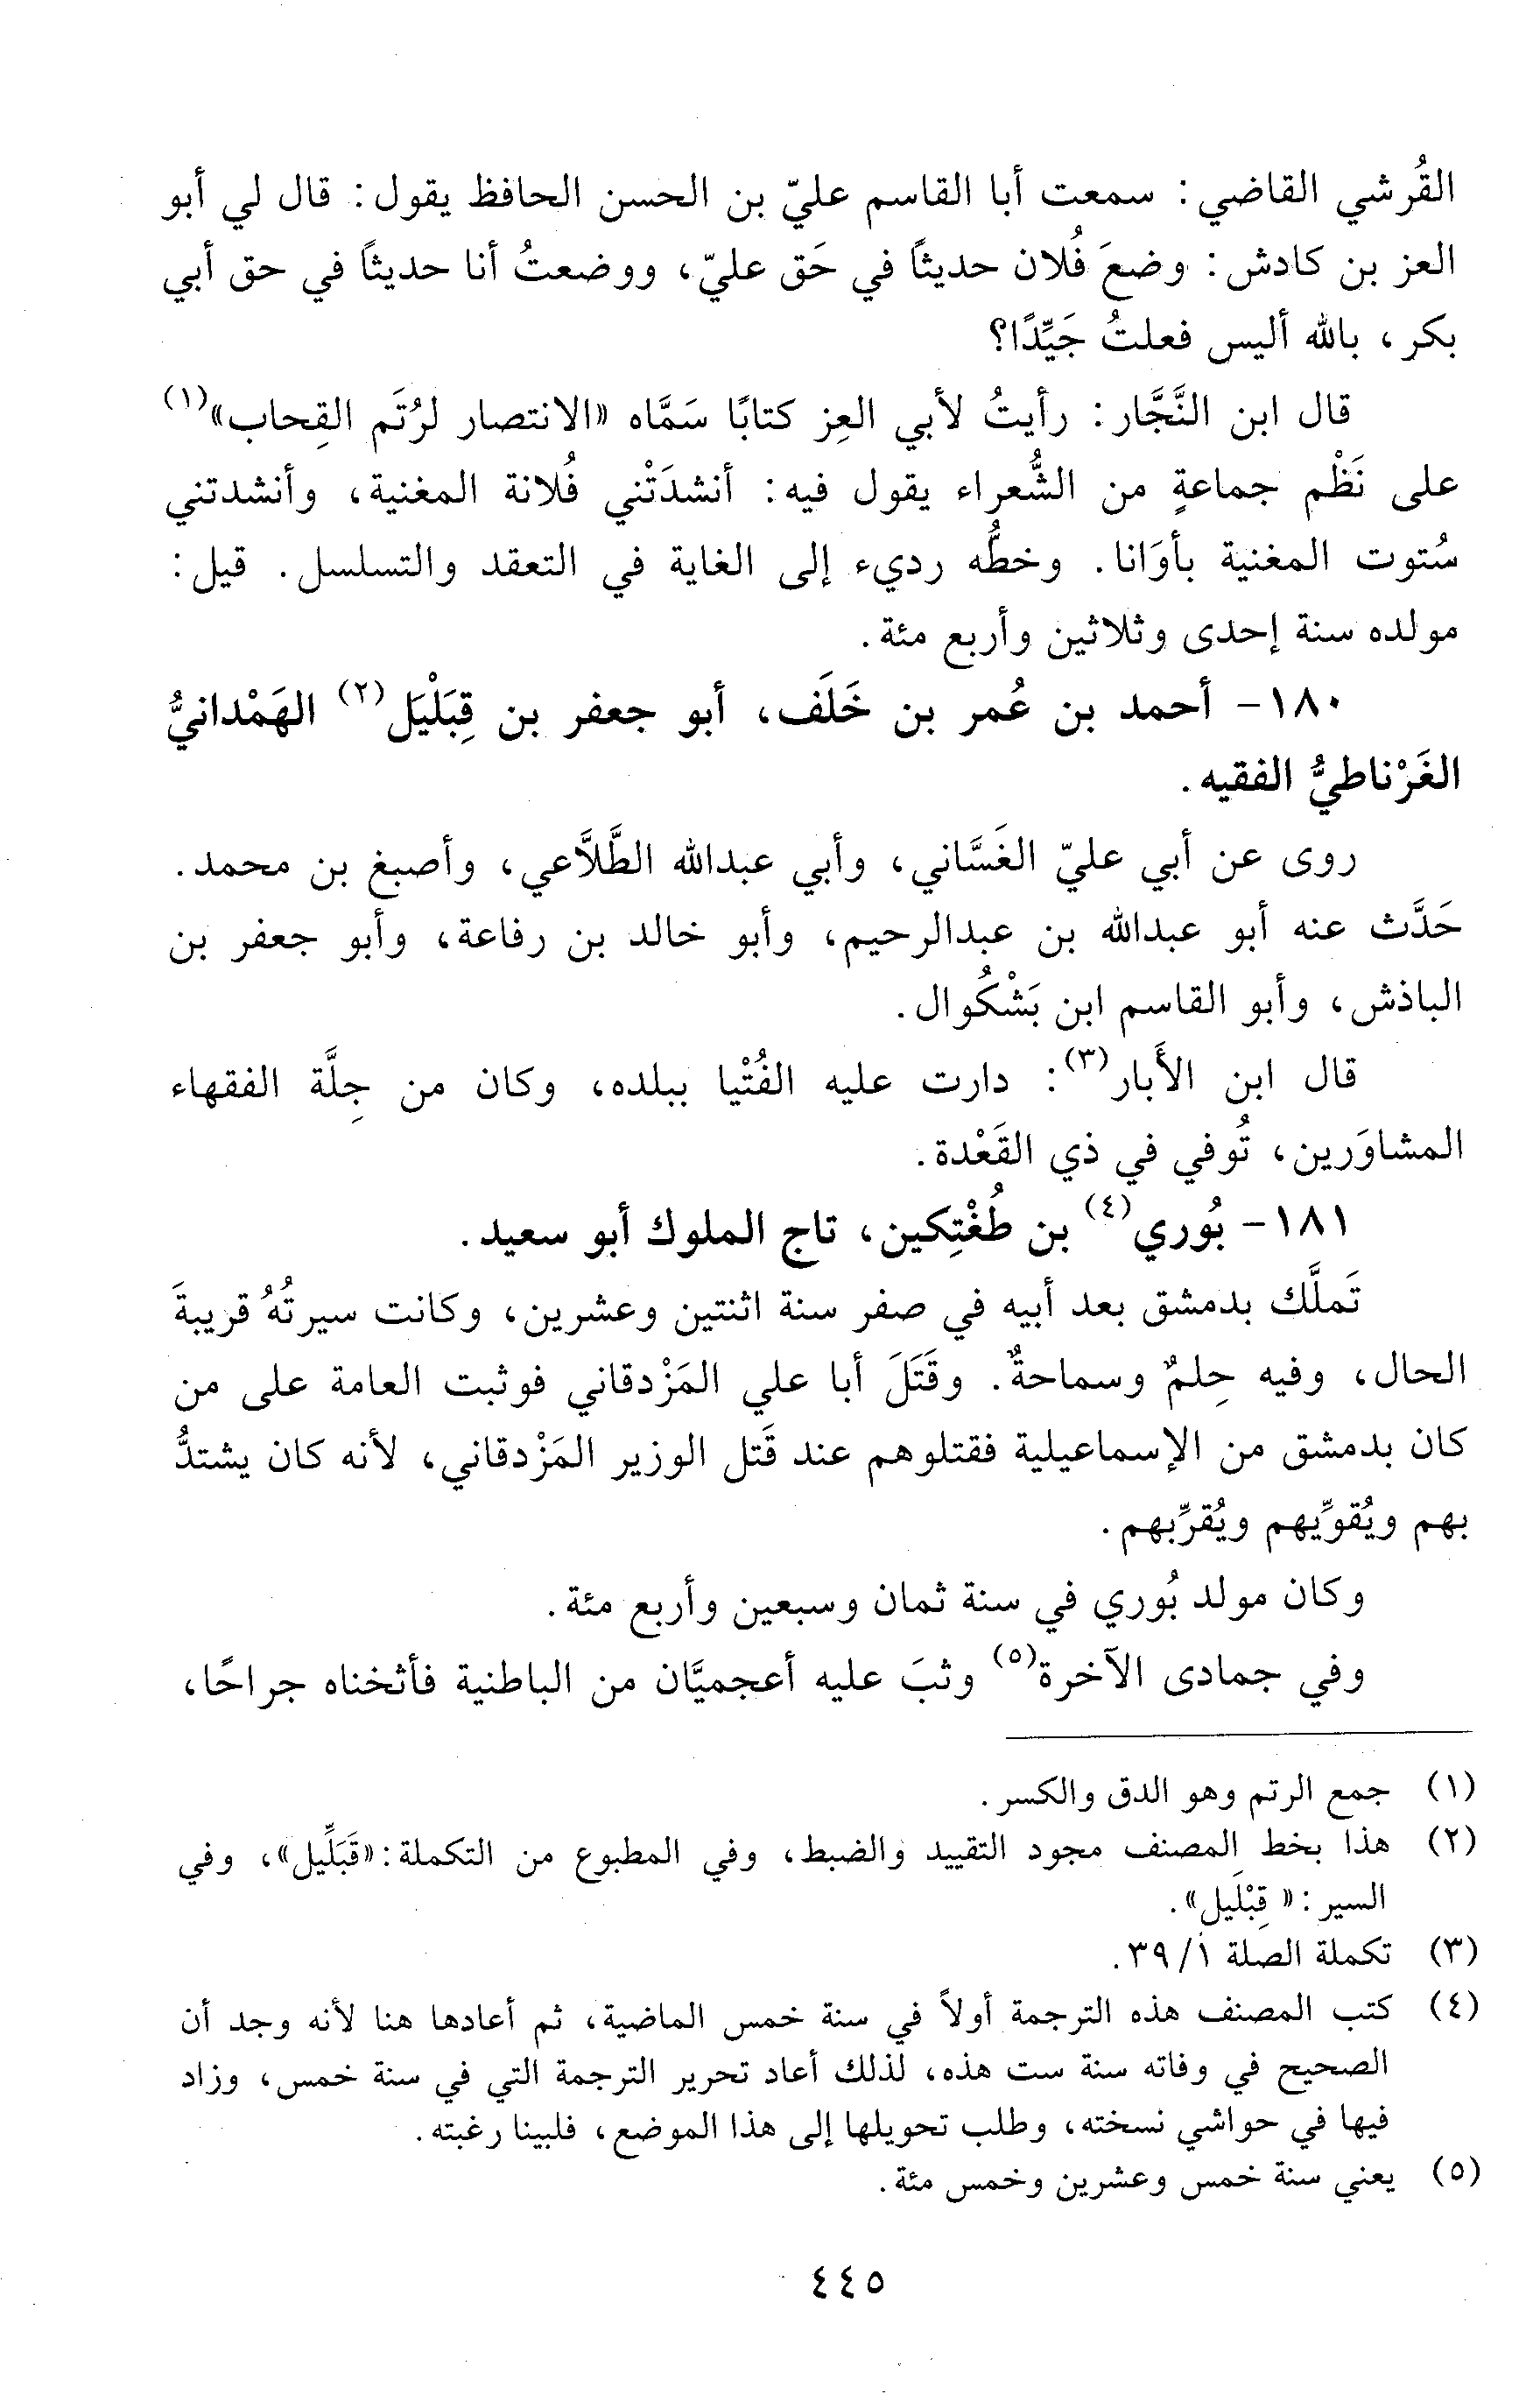 القُرشي القاضي: سمعت أبا القاسم عليّ بن الحسن الحافظ يقول: قال لي أبو
العز بن كادش: وضعَ فُلان حديثاً في حَق عليّ، ووضعتُ أنا حديثاً في حق أبي
بكر، بالله أليس فعلتُ جَيِّدًا؟
قال ابن النَّجَّار: رأيتُ لأبي العِز كتابًا سَمَّاه «الانتصار لرُتَم القِحاب»(١)
على نَظْم جماعةٍ من الشُّعراء يقول فيه: أنشدَتْني فُلانة المغنية، وأنشدتني
سُتوت المغنية بأوَانا. وخطُّه رديء إلى الغاية في التعقد والتسلسل. قيل:
مولده سنة إحدى وثلاثين وأربع مئة.
١٨٠- أحمد بن عُمر بن خَلَف، أبو جعفر بن قِبَلْيَل(٢) الهَمْدانيُّ
الغَرْناطيُّ الفقيه.
روى عن أبي عليّ الغَسَّاني، وأبي عبدالله الطَّلاَّعي، وأصبغ بن محمد.
حَدَّث عنه أبو عبدالله بن عبدالرحيم، وأبو خالد بن رفاعة، وأبو جعفر بن
الباذش، وأبو القاسم ابن بَشْكُوال.
قال ابن الأَبار(٣): دارت عليه الفُتْيا ببلده، وكان من جِلَّة الفقهاء
المشاوَرين، تُوفي في ذي القَعْدة.
١٨١- بُوري(٤) بن طُغْتِكين، تاج الملوك أبو سعيد.
تَملَّك بدمشق بعد أبيه في صفر سنة اثنتين وعشرين، وكانت سيرتُهُ قريبةَ
الحال، وفيه حِلمٌ وسماحةٌ. وقَتَلَ أبا علي المَزْدقاني فوثبت العامة على من
كان بدمشق من الإسماعيلية فقتلوهم عند قَتل الوزير المَزْدقاني، لأنه كان يشتدُّ
بهم ويُقوِّيهم ويُقرِّبهم.
وكان مولد بُوري في سنة ثمان وسبعين وأربع مئة.
وفي جمادى الآخرة(٥) وثبَ عليه أعجميَّان من الباطنية فأثخناه جراحًا،
(١) جمع الرتم وهو الدق والكسر.
(٢) هذا بخط المصنف مجود التقييد والضبط، وفي المطبوع من التكملة: «قَبَلِّيل»، وفي
السير: « قِبْلَيل».
(٣) تكملة الصلة ١/ ٣٩.
(٤) كتب المصنف هذه الترجمة أولاً في سنة خمس الماضية، ثم أعادها هنا لأنه وجد أن
الصحيح في وفاته سنة ست هذه، لذلك أعاد تحرير الترجمة التي في سنة خمس، وزاد
فيها في حواشي نسخته، وطلب تحويلها إلى هذا الموضع، فلبينا رغبته.
(٥) يعني سنة خمس وعشرين وخمس مئة.
٤٤٥